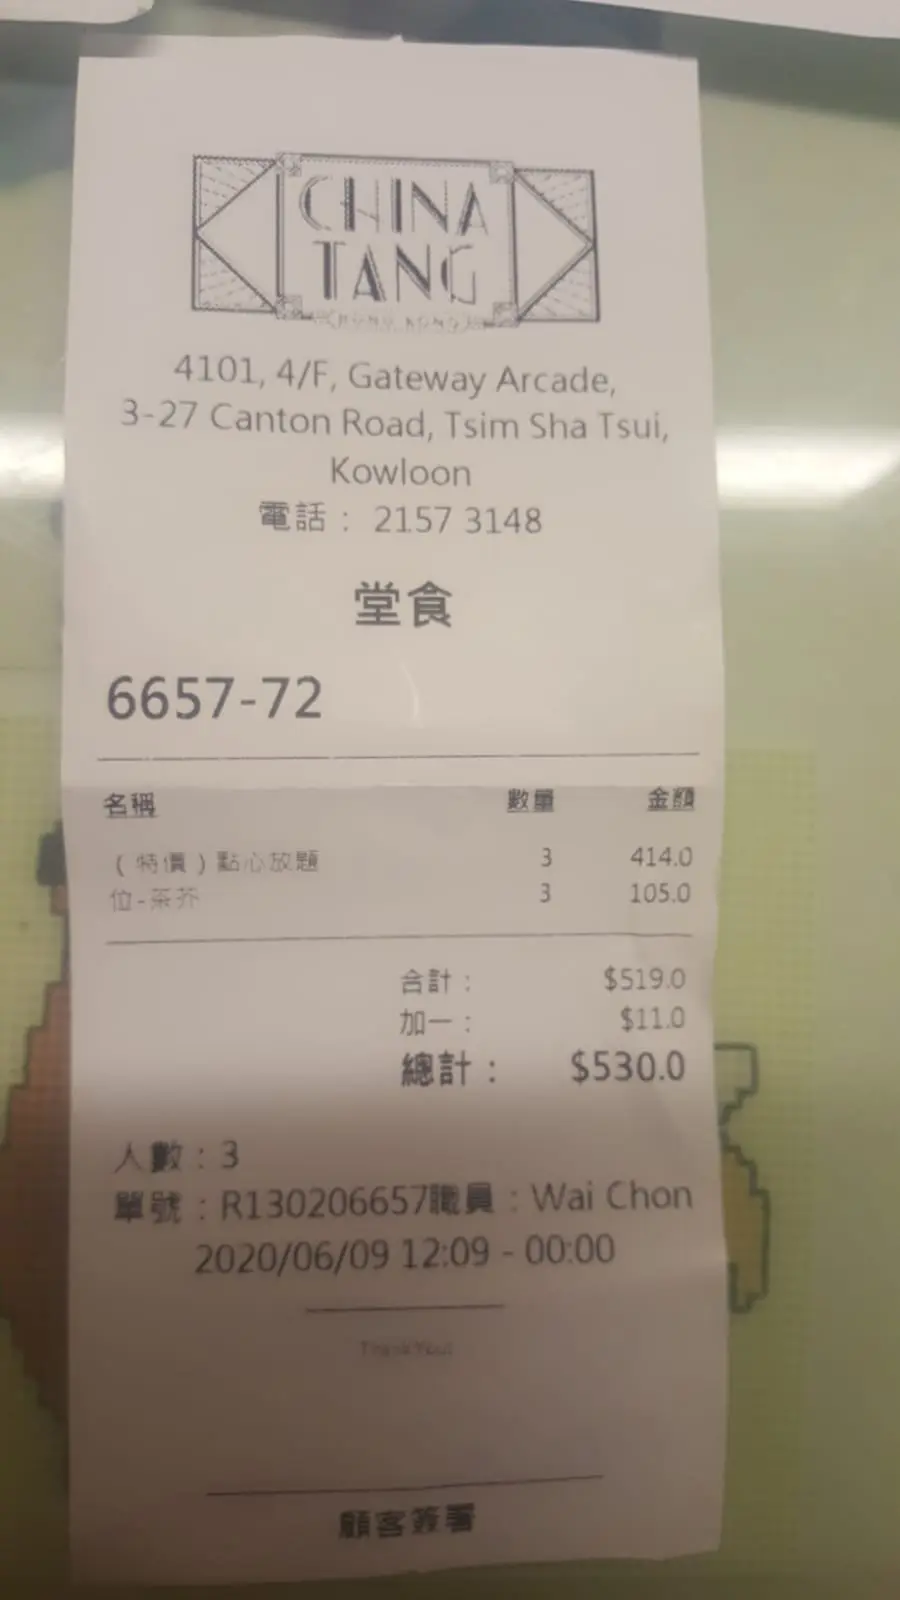 CHINA
TANG
HONG KONG
4101, 4/F, Gateway Arcade,
3-27 Canton Road, Tsim Sha Tsui,
Kowloon
電話： 2157 3148
堂食
6657-72
名稱 數量 金額
（特價）點心放題 3 414.0
位-茶芥 3 105.0
合計： $519.0
加一： $11.0
總計： $530.0
人數：3
單號：R130206657職員：Wai Chon
2020/06/09 12:09 - 00:00
Thank You!
顧客簽署